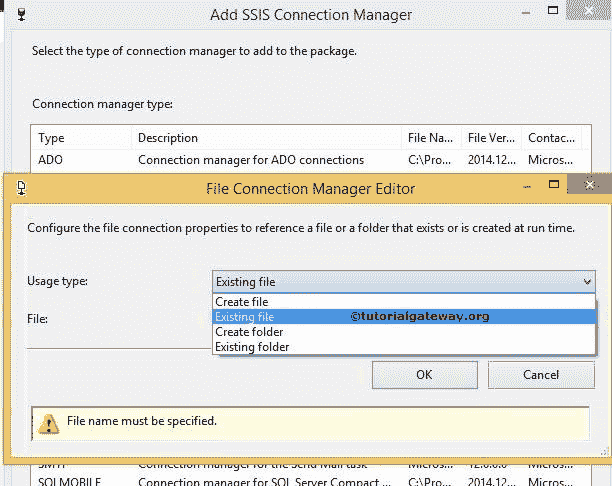 Add SSIS Connection Manager
Select the type of connection manager to add to the package.
Connection manager type:
Type Description File Na... File Ver... Contac...
ADO Connection manager for ADO connections C:\Pro... 2014.12... Micros...
File Connection Manager Editor
Configure the file connection properties to reference a file or a folder that exists or is created at run time.
Usage type: Existing file
Create file
File: Existing file ©tutorialgateway.org
Create folder
Existing folder
OK Cancel
File name must be specified.
SMTP Connection manager for the Send Mail task Micros...
SQLMOBILE Connection manager for SQL Server Compact ... C:\Pro... 2014.12... Micros...